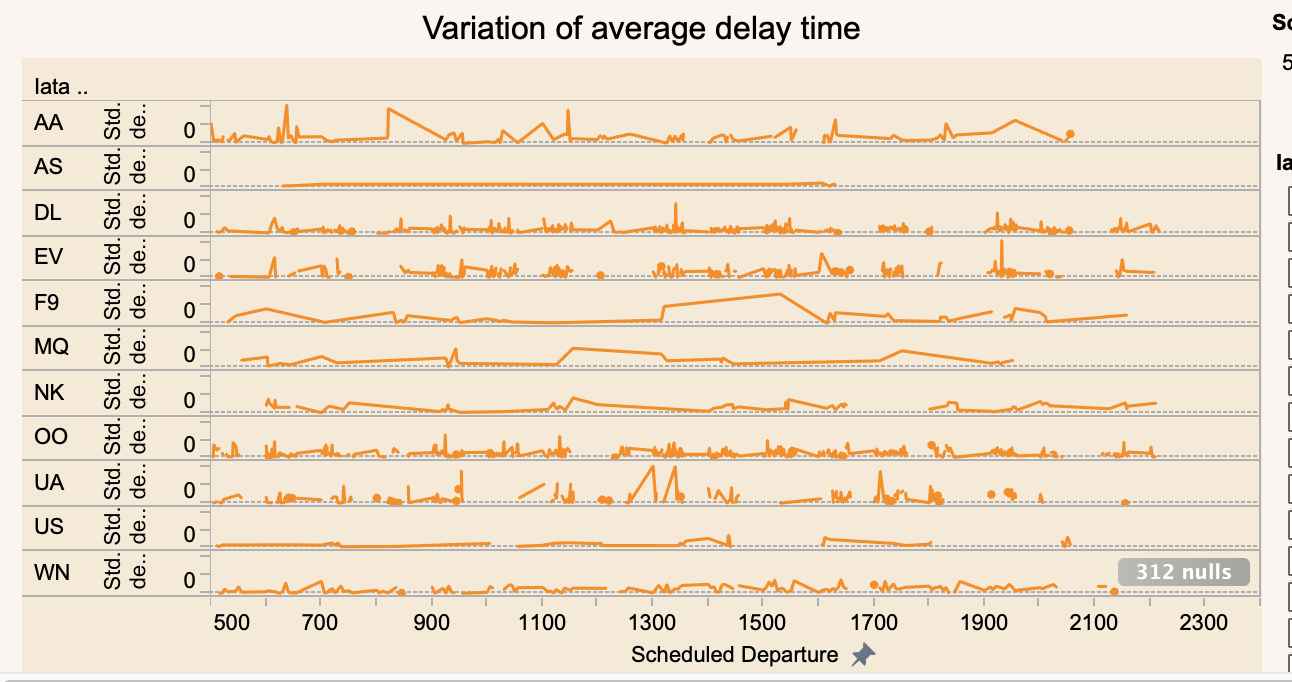 Variation of average delay time
Sc
5
Iata ..
AA Std. de.. 0
AS Std. de.. 0
Ia
DL Std. de.. 0
EV Std. de.. 0
F9 Std. de.. 0
MQ Std. de.. 0
NK Std. de.. 0
OO Std. de.. 0
UA Std. de.. 0
US Std. de.. 0
WN Std. de.. 0
312 nulls
500 700 900 1100 1300 1500 1700 1900 2100 2300
Scheduled Departure